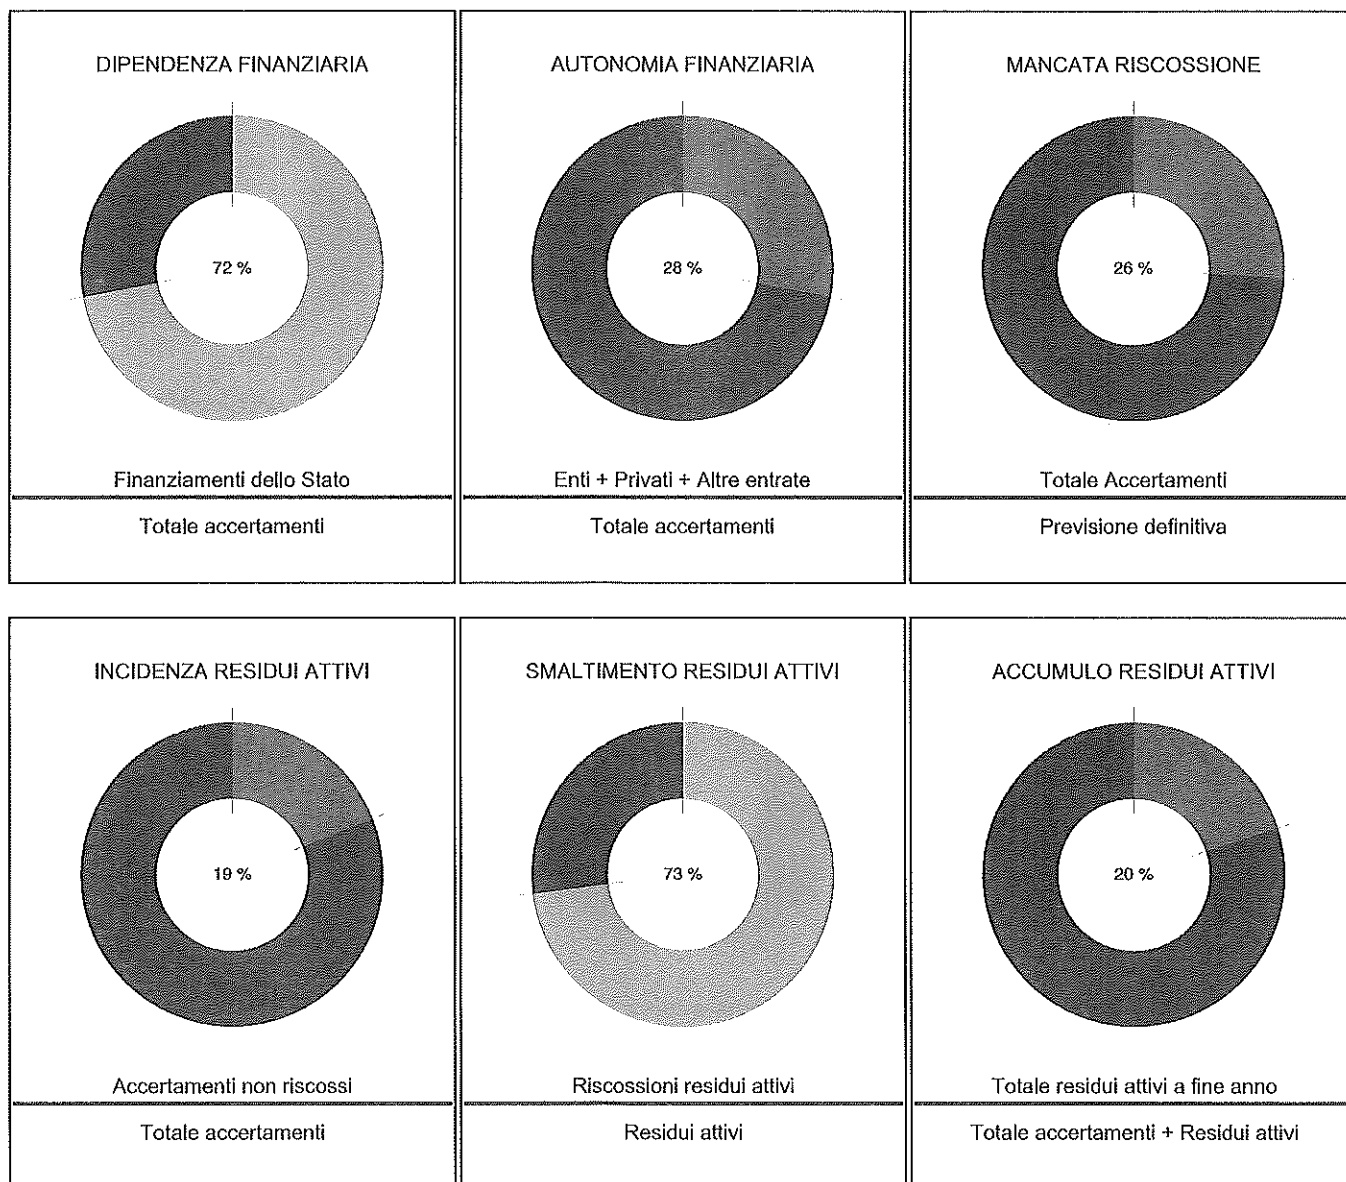 DIPENDENZA FINANZIARIA
72 %
Finanziamenti dello Stato
Totale accertamenti
AUTONOMIA FINANZIARIA
28 %
Enti + Privati + Altre entrate
Totale accertamenti
MANCATA RISCOSSIONE
26 %
Totale Accertamenti
Previsione definitiva
INCIDENZA RESIDUI ATTIVI
19 %
Accertamenti non riscossi
Totale accertamenti
SMALTIMENTO RESIDUI ATTIVI
73 %
Riscossioni residui attivi
Residui attivi
ACCUMULO RESIDUI ATTIVI
20 %
Totale residui attivi a fine anno
Totale accertamenti + Residui attivi